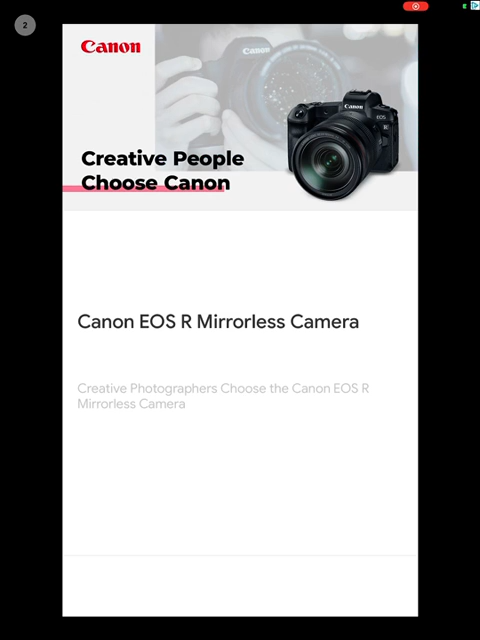 2
Canon
Canon
Canon
EOS
R
Creative People
Choose Canon
Canon EOS R Mirrorless Camera
Creative Photographers Choose the Canon EOS R
Mirrorless Camera